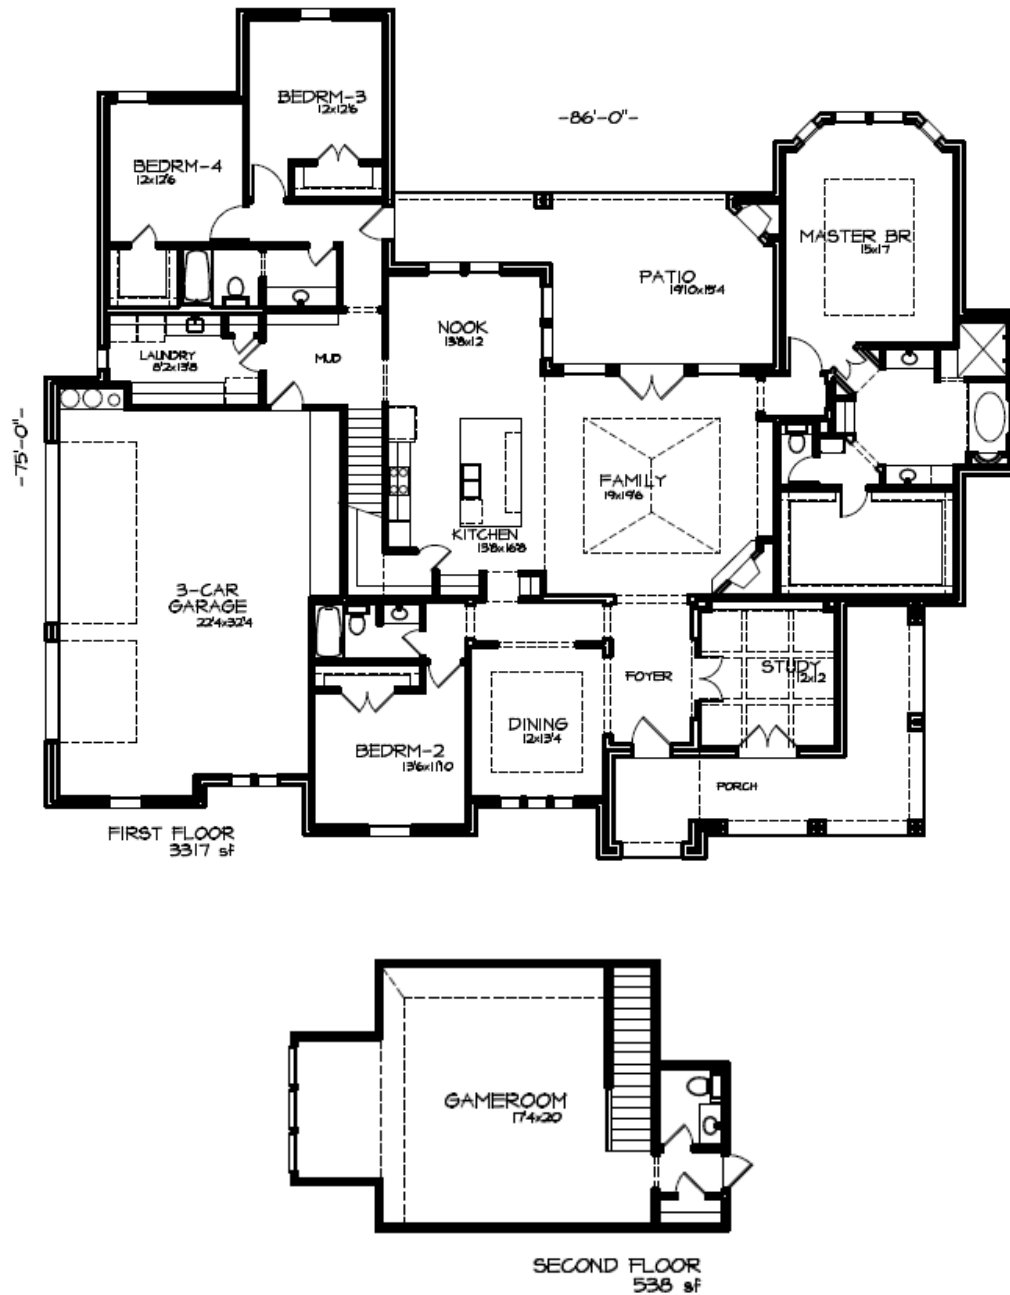 BEDRM-3
12x12'6
-86'-0"-
BEDRM-4
12x12'6
MASTER BR
15x17
PATIO
19'10x15'4
NOOK
13'8x12
LAUNDRY
8'2x13'8
MUD
-75'-0"-
FAMILY
19x19'6
KITCHEN
13'8x16'8
3-CAR
GARAGE
22'4x32'4
STUDY
12x12
FOYER
DINING
12x13'4
BEDRM-2
13'6x11'10
PORCH
FIRST FLOOR
3317 sf
GAMEROOM
17'4x20
SECOND FLOOR
538 sf